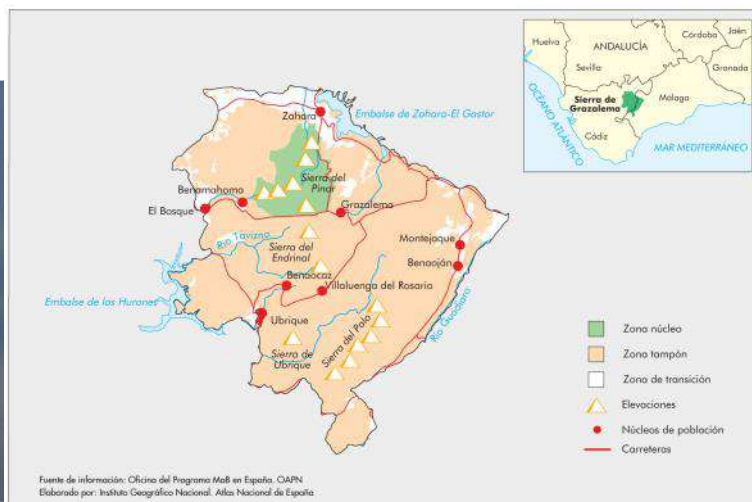 Huelva
Sevilla
ANDALUCÍA
Córdoba
Jaén
Granada
Sierra de
Grazalema
Málaga
Cádiz
OCÉANO ATLÁNTICO
MAR MEDITERRÁNEO
Zahara
Embalse de Zahara-El Gastor
Sierra del
Pinar
Benamahoma
El Bosque
Grazalema
Río Tavizna
Sierra del
Endrinal
Montejaque
Benaoján
Benaocaz
Villaluenga del Rosario
Embalse de los Hurones
Ubrique
Sierra de
Ubrique
Sierra del Palo
Río Guadiaro
Zona núcleo
Zona tampón
Zona de transición
Elevaciones
Núcleos de población
Carreteras
Fuente de información: Oficina del Programa MaB en España. OAPN
Elaborado por: Instituto Geográfico Nacional. Atlas Nacional de España